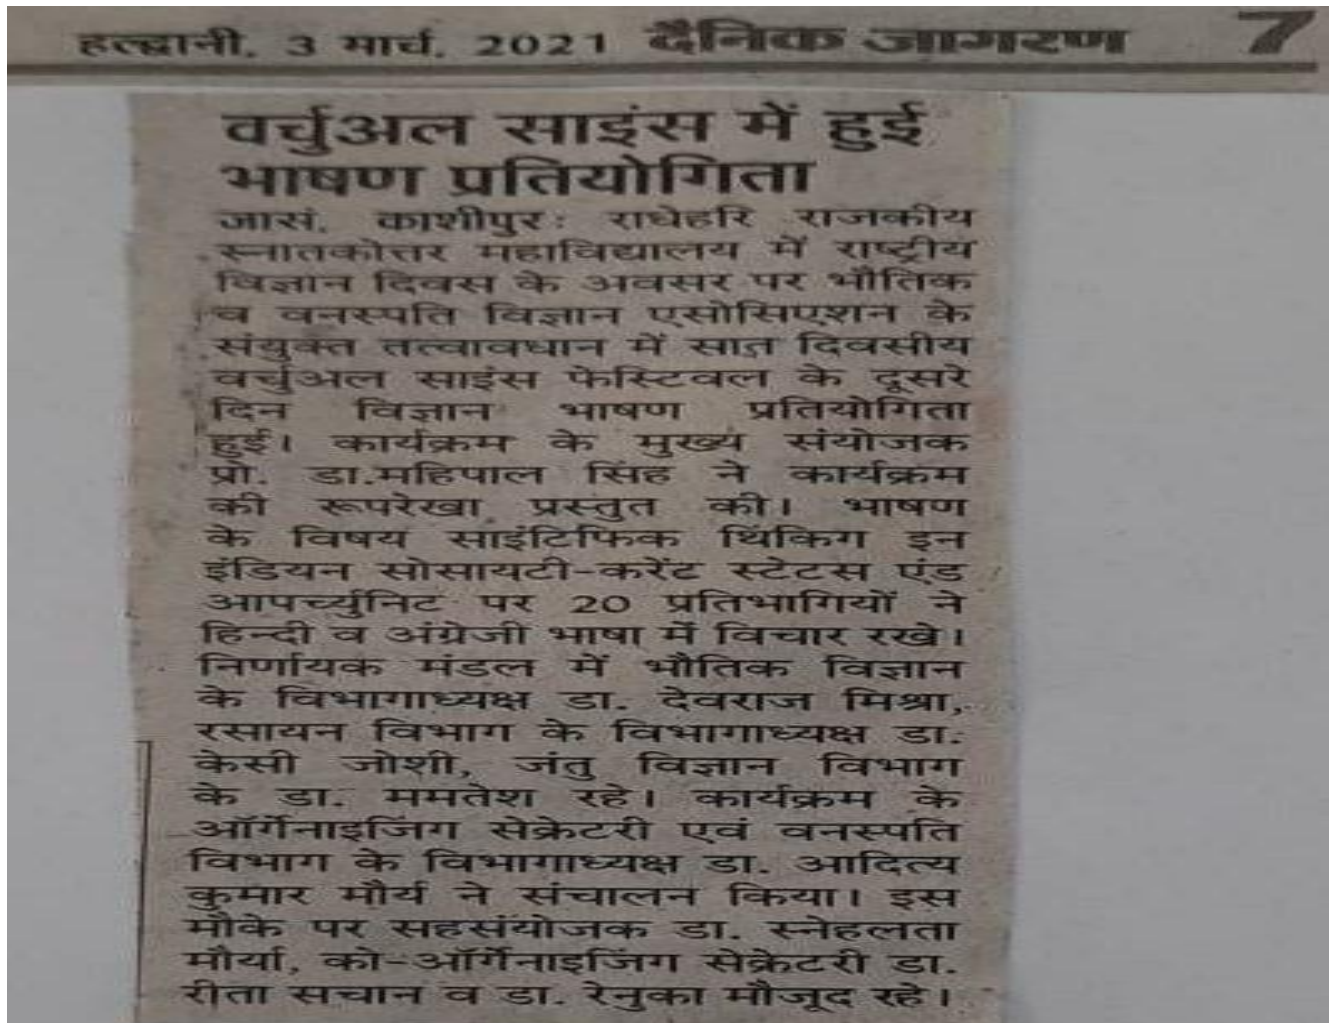 हल्द्वानी, 3 मार्च, 2021 दैनिक जागरण 7
वर्चुअल साइंस में हुई
भाषण प्रतियोगिता
जासं, काशीपुर: राधेहरि राजकीय
स्नातकोत्तर महाविद्यालय में राष्ट्रीय
विज्ञान दिवस के अवसर पर भौतिक
व वनस्पति विज्ञान एसोसिएशन के
संयुक्त तत्वावधान में सात दिवसीय
वर्चुअल साइंस फेस्टिवल के दूसरे
दिन विज्ञान भाषण प्रतियोगिता
हुई। कार्यक्रम के मुख्य संयोजक
प्रो. डा.महिपाल सिंह ने कार्यक्रम
की रूपरेखा प्रस्तुत की। भाषण
के विषय साइंटिफिक थिंकिग इन
इंडियन सोसायटी-करेंट स्टेटस एंड
आपर्च्युनिट पर 20 प्रतिभागियों ने
हिन्दी व अंग्रेजी भाषा में विचार रखे।
निर्णायक मंडल में भौतिक विज्ञान
के विभागाध्यक्ष डा. देवराज मिश्रा,
रसायन विभाग के विभागाध्यक्ष डा.
केसी जोशी, जंतु विज्ञान विभाग
के डा. ममतेश रहे। कार्यक्रम के
ऑर्गेनाइजिंग सेक्रेटरी एवं वनस्पति
विभाग के विभागाध्यक्ष डा. आदित्य
कुमार मौर्य ने संचालन किया। इस
मौके पर सहसंयोजक डा. स्नेहलता
मौर्या, को-ऑर्गेनाइजिंग सेक्रेटरी डा.
रीता सचान व डा. रेनुका मौजूद रहे।